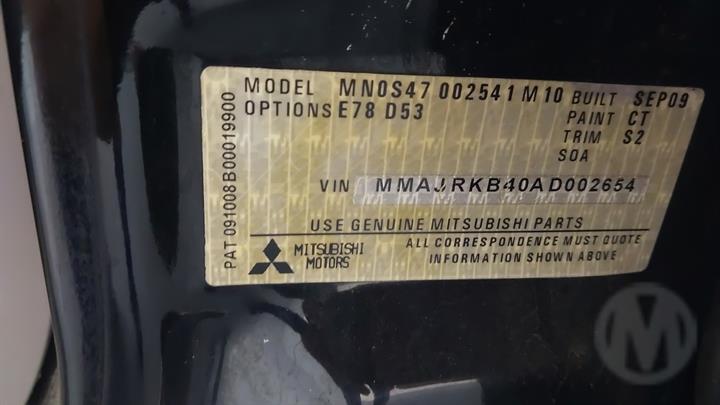 MODEL MN0S47 002541 M10 BUILT SEP09
OPTIONS E78 D53 PAINT CT
TRIM S2
SOA
VIN MMAJRKB40AD002654
USE GENUINE MITSUBISHI PARTS
MITSUBISHI MOTORS
ALL CORRESPONDENCE MUST QUOTE
INFORMATION SHOWN ABOVE
PAT 091008B00019900
M